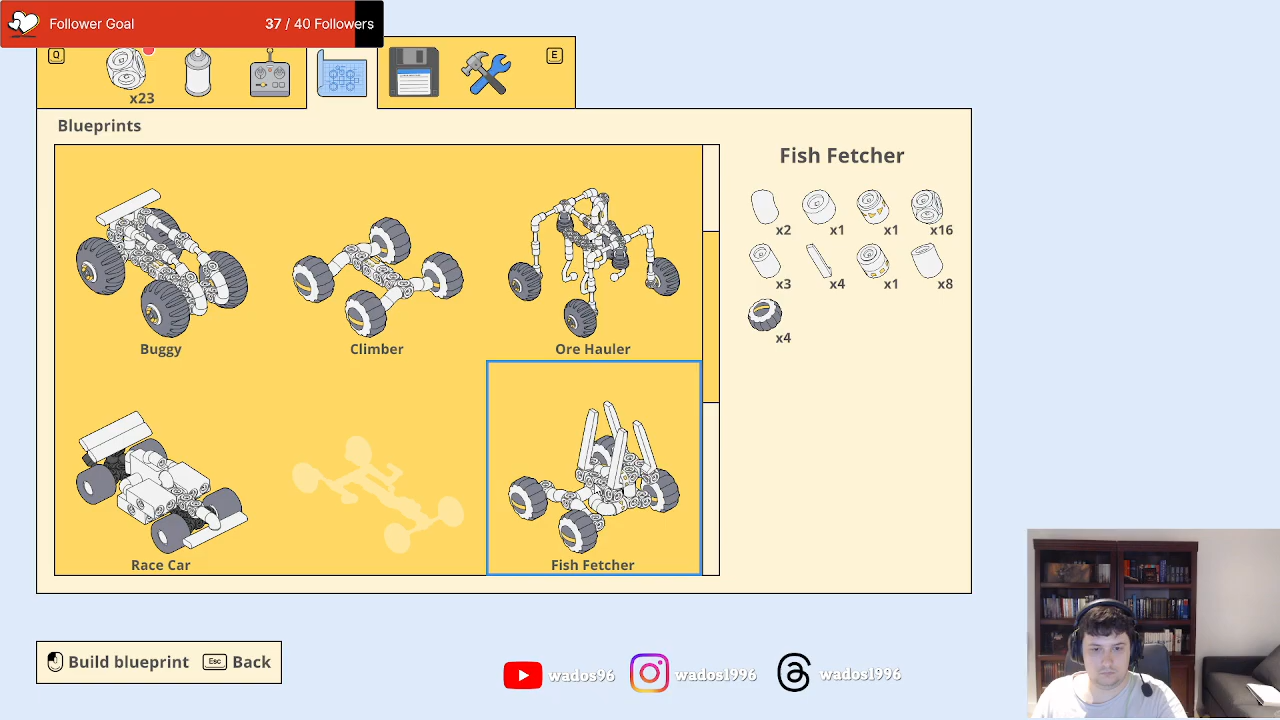 Follower Goal 37 / 40 Followers
Q E
x23
Blueprints
Fish Fetcher
x2 x1 x1 x16
x3 x4 x1 x8
x4
Buggy Climber Ore Hauler
Race Car Fish Fetcher
Build blueprint Esc Back
wados96 wados1996 wados1996